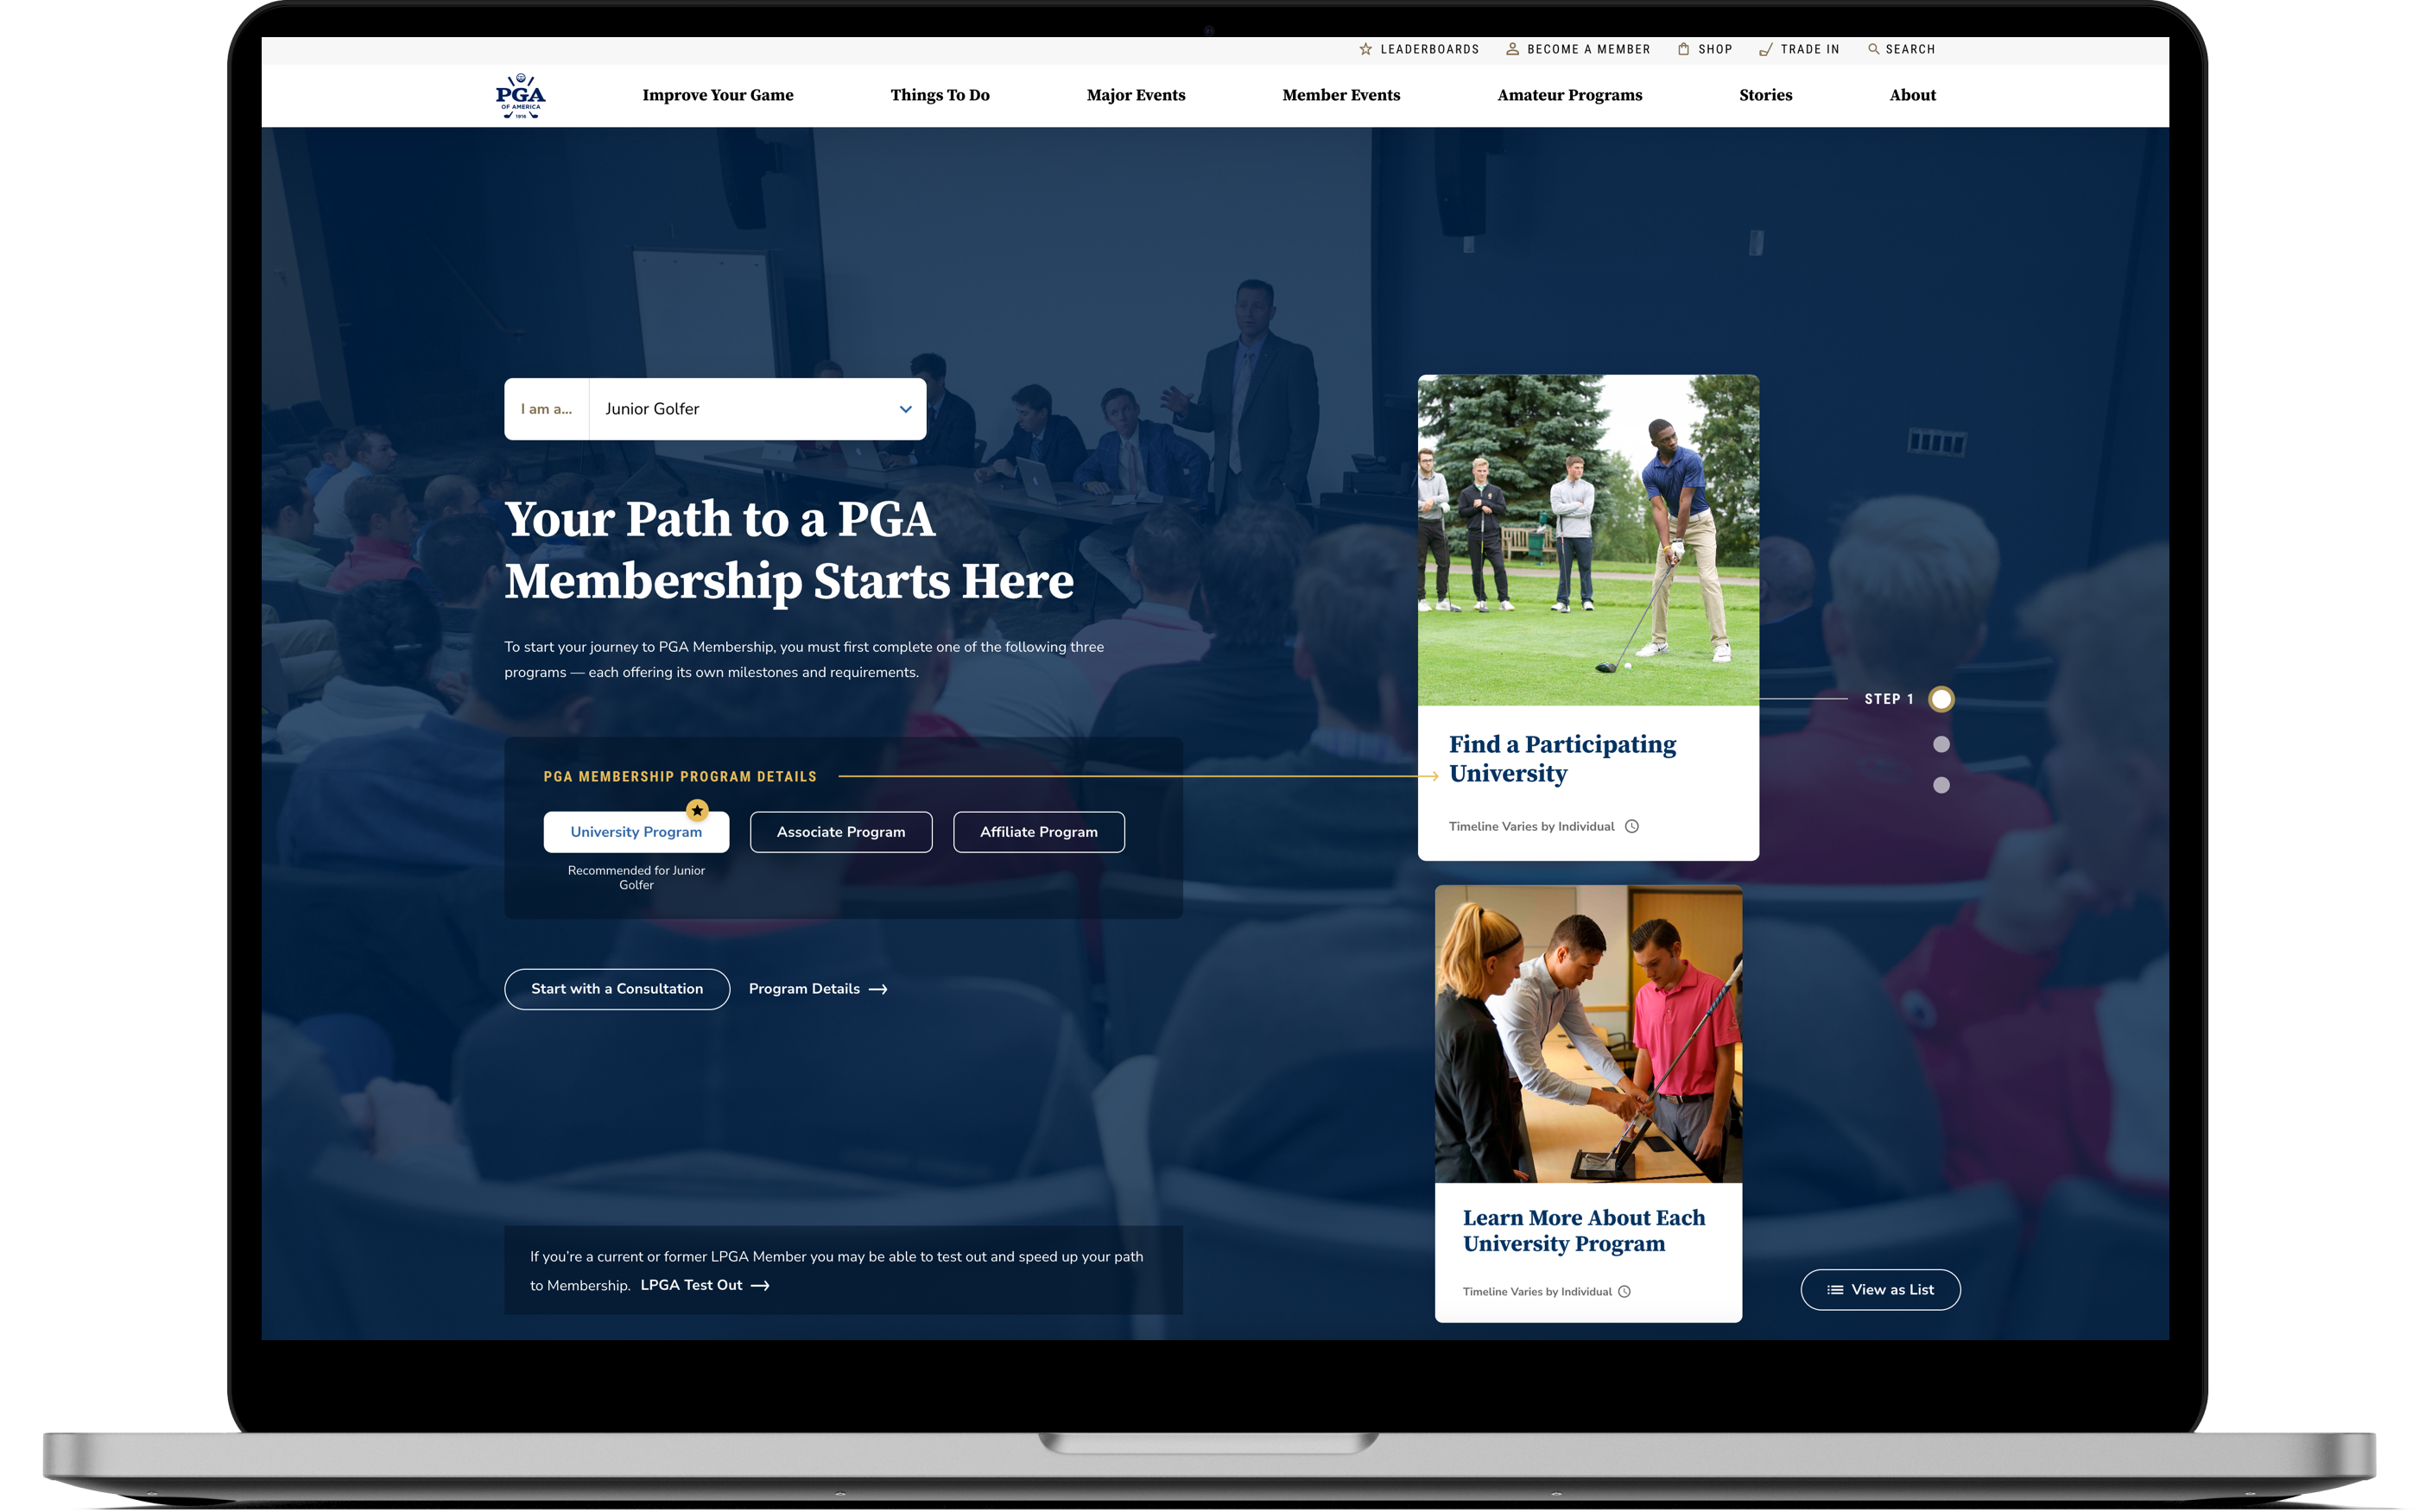 LEADERBOARDS
BECOME A MEMBER
SHOP
TRADE IN
SEARCH
PGA
OF AMERICA
1916
Improve Your Game
Things To Do
Major Events
Member Events
Amateur Programs
Stories
About
I am a...
Junior Golfer
Your Path to a PGA
Membership Starts Here
To start your journey to PGA Membership, you must first complete one of the following three
programs — each offering its own milestones and requirements.
PGA MEMBERSHIP PROGRAM DETAILS
University Program
Recommended for Junior
Golfer
Associate Program
Affiliate Program
Start with a Consultation
Program Details
If you’re a current or former LPGA Member you may be able to test out and speed up your path
to Membership. LPGA Test Out
Find a Participating
University
Timeline Varies by Individual
STEP 1
Learn More About Each
University Program
Timeline Varies by Individual
View as List